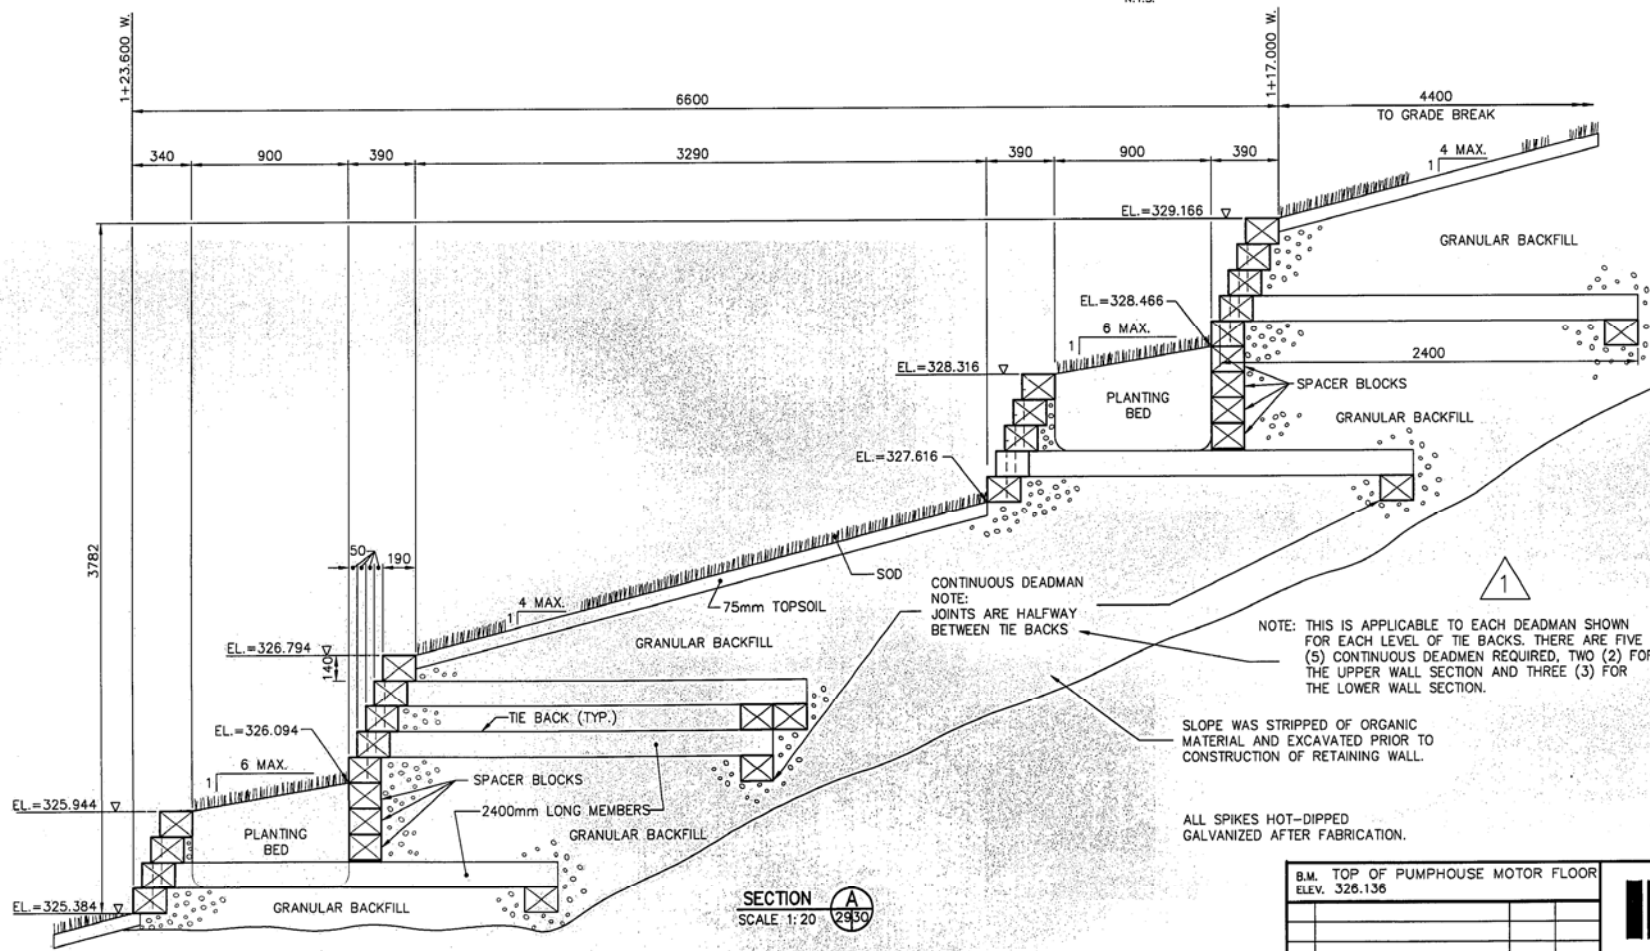 N.T.S.
1+23.600 W.
1+17.000 W.
6600
4400
TO GRADE BREAK
340
900
390
3290
390
900
390
4 MAX.
1
EL.=329.166
GRANULAR BACKFILL
EL.=328.466
6 MAX.
1
2400
EL.=328.316
SPACER BLOCKS
PLANTING
BED
GRANULAR BACKFILL
EL.=327.616
3782
50
190
SOD
CONTINUOUS DEADMAN
NOTE:
JOINTS ARE HALFWAY
BETWEEN TIE BACKS
1
4 MAX.
1
75mm TOPSOIL
NOTE: THIS IS APPLICABLE TO EACH DEADMAN SHOWN
FOR EACH LEVEL OF TIE BACKS. THERE ARE FIVE
(5) CONTINUOUS DEADMEN REQUIRED, TWO (2) FOR
THE UPPER WALL SECTION AND THREE (3) FOR
THE LOWER WALL SECTION.
EL.=326.794
140
GRANULAR BACKFILL
TIE BACK (TYP.)
EL.=326.094
SLOPE WAS STRIPPED OF ORGANIC
MATERIAL AND EXCAVATED PRIOR TO
CONSTRUCTION OF RETAINING WALL.
6 MAX.
1
SPACER BLOCKS
EL.=325.944
2400mm LONG MEMBERS
PLANTING
BED
GRANULAR BACKFILL
ALL SPIKES HOT-DIPPED
GALVANIZED AFTER FABRICATION.
EL.=325.384
GRANULAR BACKFILL
SECTION
SCALE 1:20
A
2930
B.M. TOP OF PUMPHOUSE MOTOR FLOOR
ELEV. 326.136